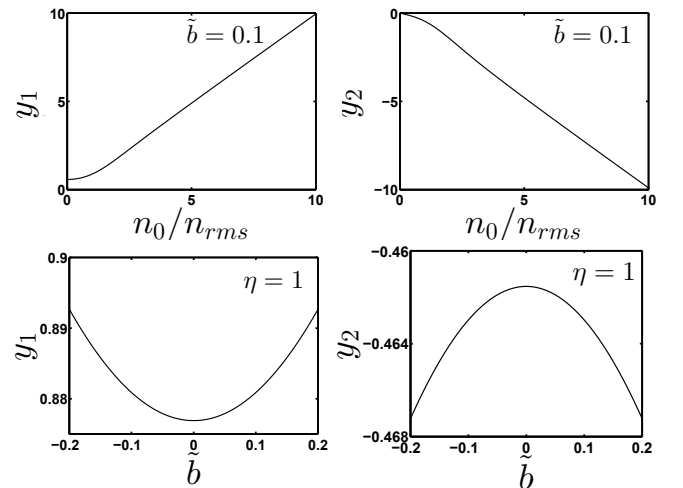 10
5
0
y₁
b̃ = 0.1
0 5 10
n₀/nᵣₘₛ
0
−5
−10
y₂
b̃ = 0.1
0 5 10
n₀/nᵣₘₛ
0.9
0.89
0.88
y₁
η = 1
−0.2 −0.1 0 0.1 0.2
b̃
−0.46
−0.464
−0.468
y₂
η = 1
−0.2 −0.1 0 0.1 0.2
b̃